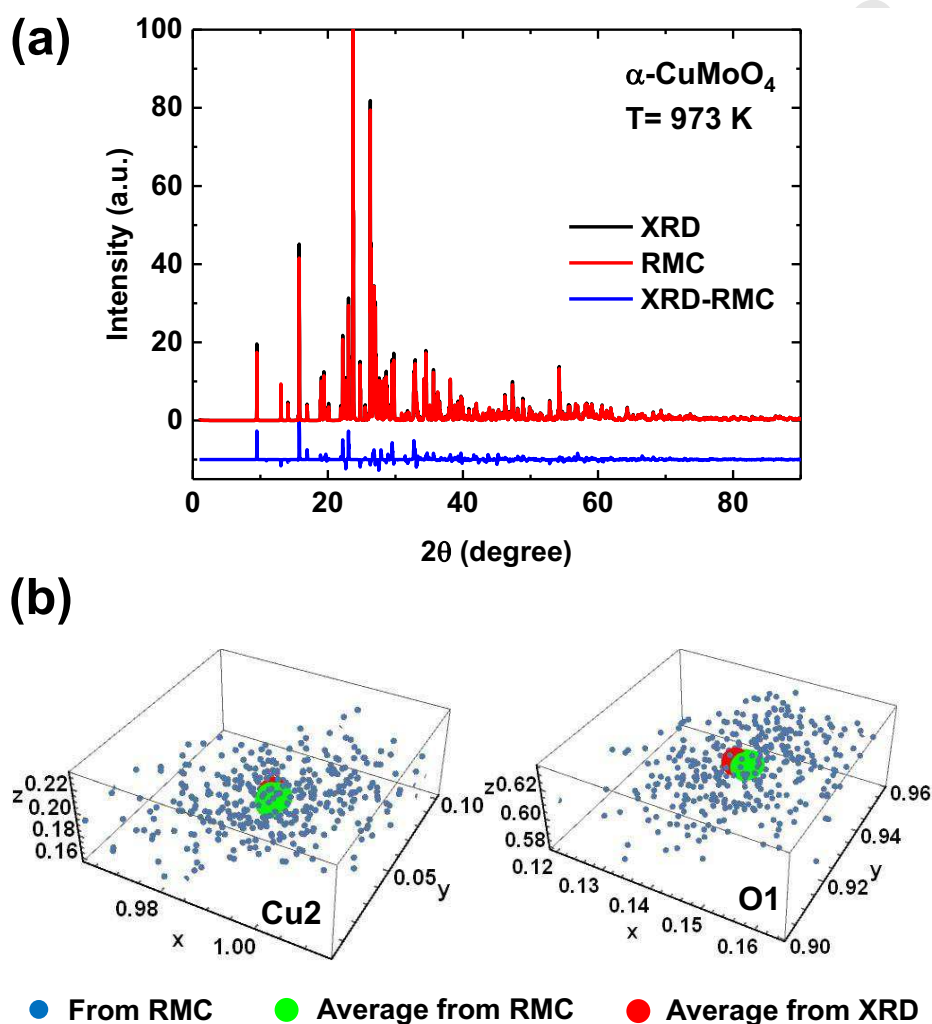 (a)
100
80
60
40
20
0
Intensity (a.u.)
α-CuMoO4
T= 973 K
XRD
RMC
XRD-RMC
0 20 40 60 80
2θ (degree)
(b)
0.22
z
0.20
0.18
0.16
0.98
x
1.00
Cu2
0.10
0.05
y
z
0.62
0.60
0.58
0.12
0.13
0.14
0.15
0.16
x
O1
0.96
0.94
y
0.92
0.90
From RMC Average from RMC Average from XRD